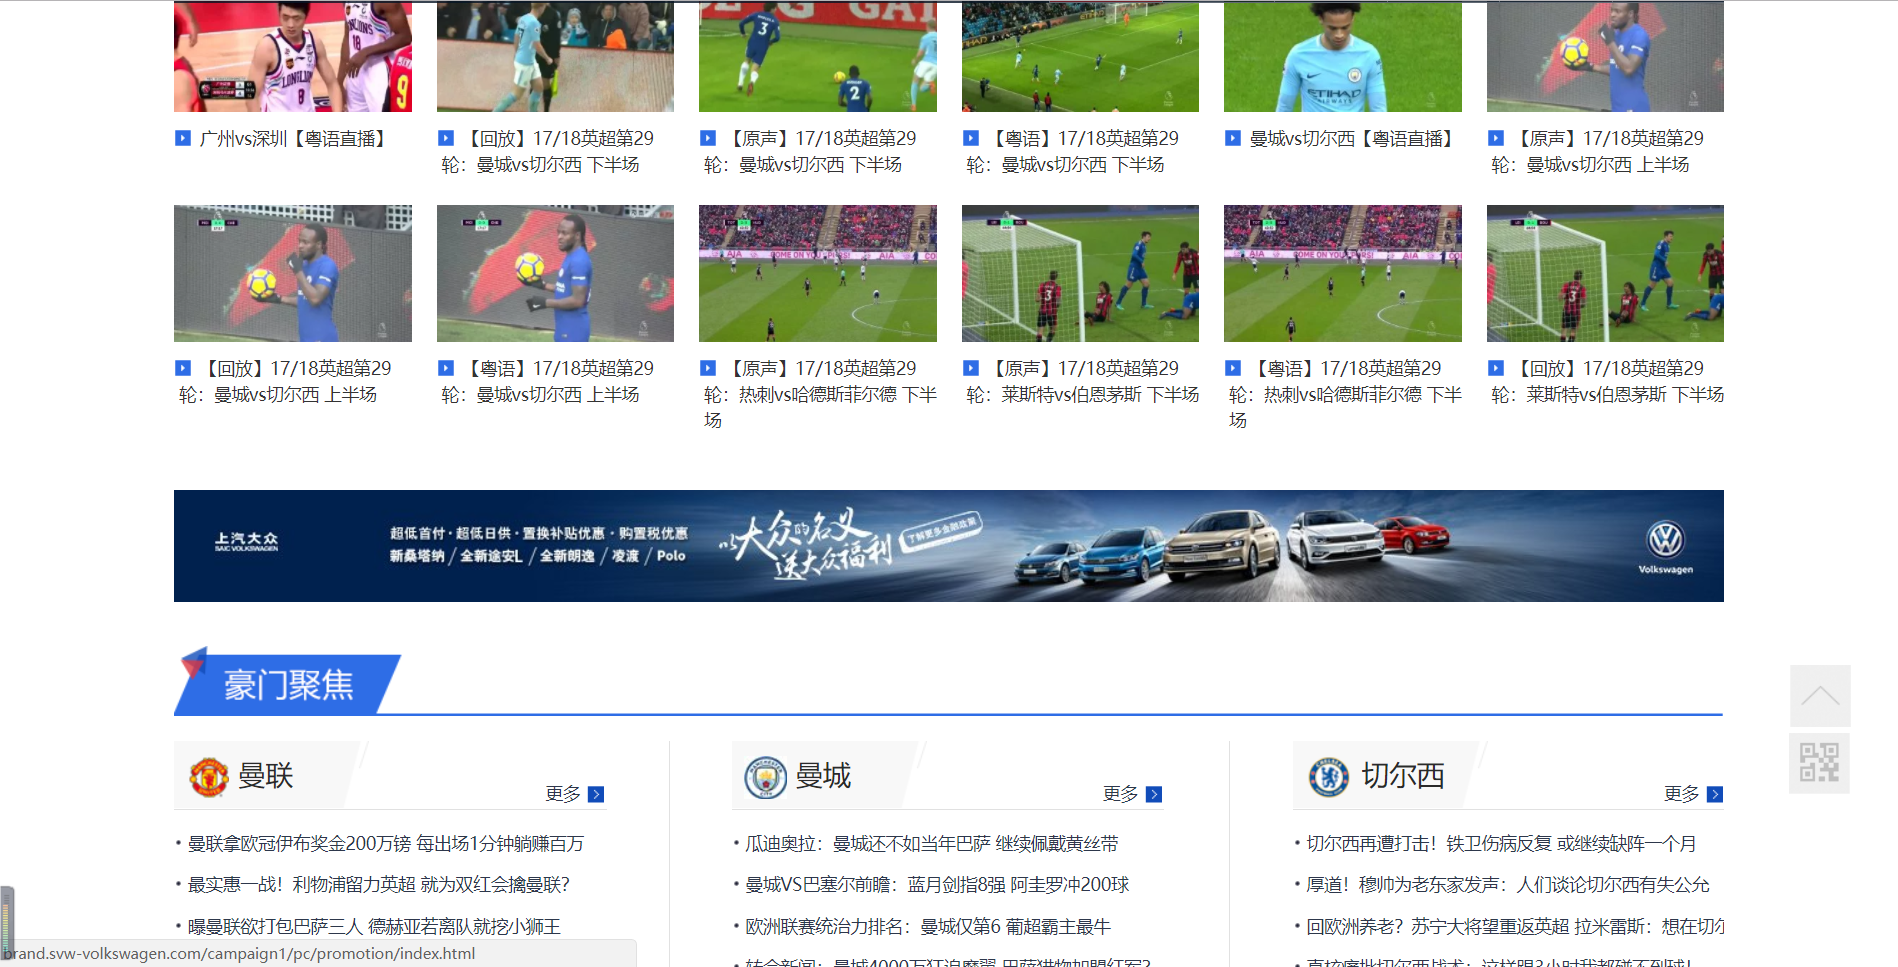 广州vs深圳【粤语直播】
【回放】17/18英超第29
轮：曼城vs切尔西 下半场
【原声】17/18英超第29
轮：曼城vs切尔西 下半场
【粤语】17/18英超第29
轮：曼城vs切尔西 下半场
曼城vs切尔西【粤语直播】
【原声】17/18英超第29
轮：曼城vs切尔西 上半场
【回放】17/18英超第29
轮：曼城vs切尔西 上半场
【粤语】17/18英超第29
轮：曼城vs切尔西 上半场
【原声】17/18英超第29
轮：热刺vs哈德斯菲尔德 下半
场
【原声】17/18英超第29
轮：莱斯特vs伯恩茅斯 下半场
【粤语】17/18英超第29
轮：热刺vs哈德斯菲尔德 下半
场
【回放】17/18英超第29
轮：莱斯特vs伯恩茅斯 下半场
上汽大众
SAIC VOLKSWAGEN
超低首付·超低日供·置换补贴优惠·购置税优惠
新桑塔纳/全新途安L/全新朗逸/凌渡/Polo
以大众的名义
送大众福利
了解更多金融政策
Volkswagen
豪门聚焦
曼联
更多
曼联拿欧冠伊布奖金200万镑 每出场1分钟躺赚百万
最实惠一战！利物浦留力英超 就为双红会擒曼联?
曝曼联欲打包巴萨三人 德赫亚若离队就挖小狮王
曼城
更多
瓜迪奥拉：曼城还不如当年巴萨 继续佩戴黄丝带
曼城VS巴塞尔前瞻：蓝月剑指8强 阿圭罗冲200球
欧洲联赛统治力排名：曼城仅第6 葡超霸主最牛
转会新闻：曼城4000万狂追魔翼 巴萨猎物加盟红军?
切尔西
更多
切尔西再遭打击！铁卫伤病反复 或继续缺阵一个月
厚道！穆帅为老东家发声：人们谈论切尔西有失公允
回欧洲养老？苏宁大将望重返英超 拉米雷斯：想在切尔
brand.svw-volkswagen.com/campaign1/pc/promotion/index.html